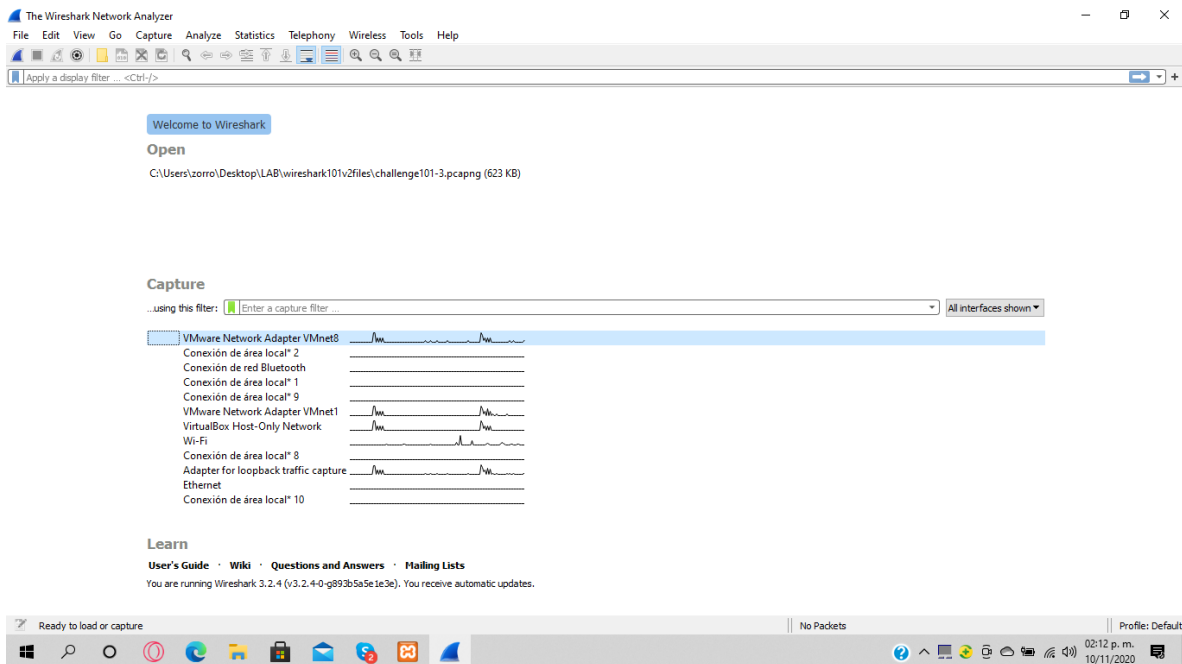 The Wireshark Network Analyzer
File Edit View Go Capture Analyze Statistics Telephony Wireless Tools Help
Apply a display filter ... <Ctrl-/>
Welcome to Wireshark
Open
C:\Users\zorro\Desktop\LAB\wireshark101v2files\challenge101-3.pcapng (623 KB)
Capture
...using this filter: Enter a capture filter ... All interfaces shown
VMware Network Adapter VMnet8
Conexión de área local* 2
Conexión de red Bluetooth
Conexión de área local* 1
Conexión de área local* 9
VMware Network Adapter VMnet1
VirtualBox Host-Only Network
Wi-Fi
Conexión de área local* 8
Adapter for loopback traffic capture
Ethernet
Conexión de área local* 10
Learn
User's Guide · Wiki · Questions and Answers · Mailing Lists
You are running Wireshark 3.2.4 (v3.2.4-0-g893b5a5e1e3e). You receive automatic updates.
Ready to load or capture No Packets Profile: Default
02:12 p. m.
10/11/2020